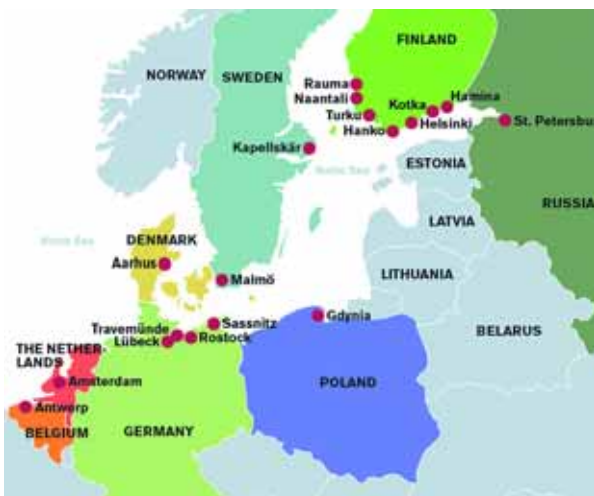 FINLAND
NORWAY
SWEDEN
Rauma
Naantali
Hamina
Kotka
Turku
St. Petersbu
Hanko
Helsinki
Kapellskär
ESTONIA
RUSSIA
LATVIA
DENMARK
Aarhus
LITHUANIA
Malmö
Gdynia
Sassnitz
Travemünde
BELARUS
Lübeck
Rostock
THE NETHER-
LANDS
Amsterdam
POLAND
Antwerp
BELGIUM
GERMANY